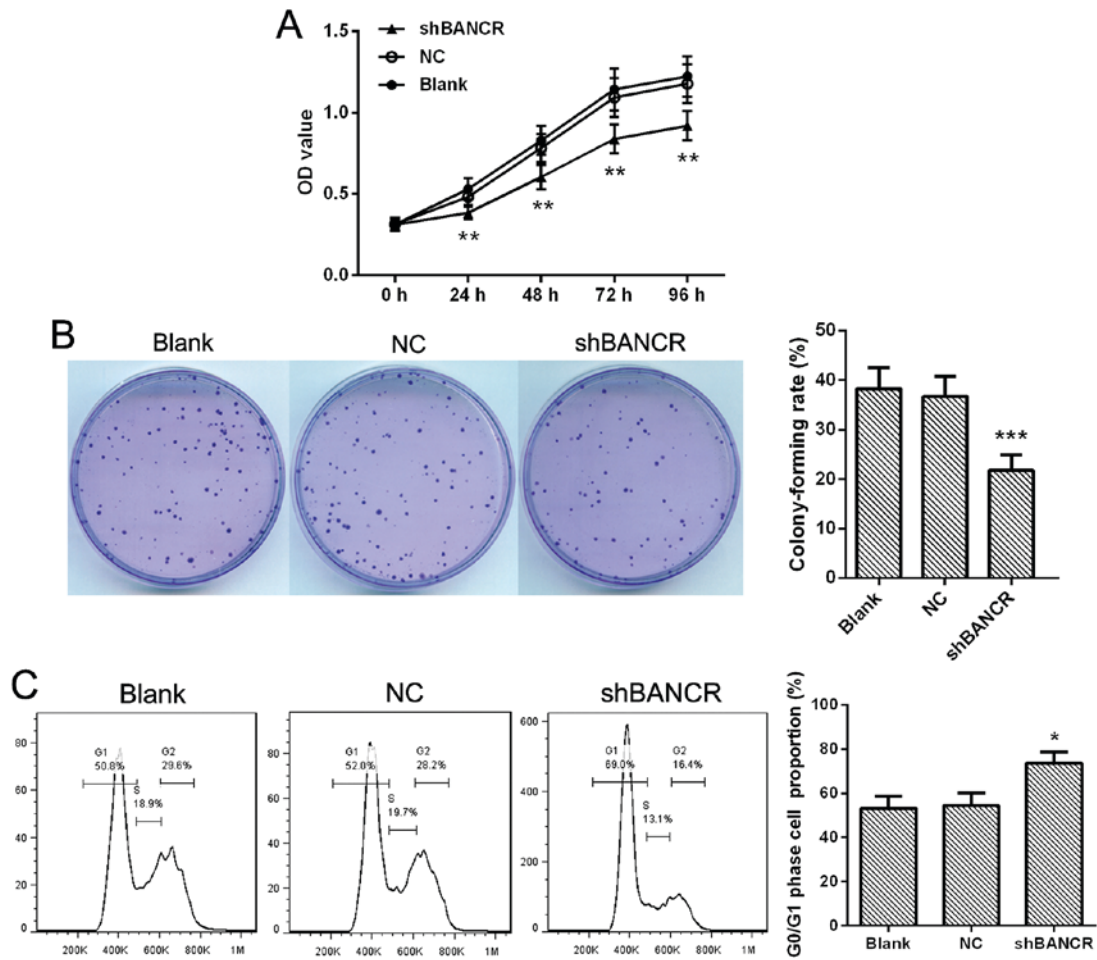 A
1.5
1.0
0.5
0.0
OD value
shBANCR
NC
Blank
**
**
**
**
0 h 24 h 48 h 72 h 96 h
B
Blank NC shBANCR
50
40
30
20
10
0
Colony-forming rate (%)
***
Blank NC shBANCR
C
Blank NC shBANCR
80
60
40
20
0
G1
50.8%
G2
29.6%
S
18.9%
200K 400K 600K 800K 1M
80
60
40
20
0
G1
52.0%
G2
28.2%
S
19.7%
200K 400K 600K 800K 1M
600
400
200
0
G1
69.0%
G2
16.4%
S
13.1%
200K 400K 600K 800K 1M
100
80
60
40
20
0
G0/G1 phase cell proportion (%)
*
Blank NC shBANCR